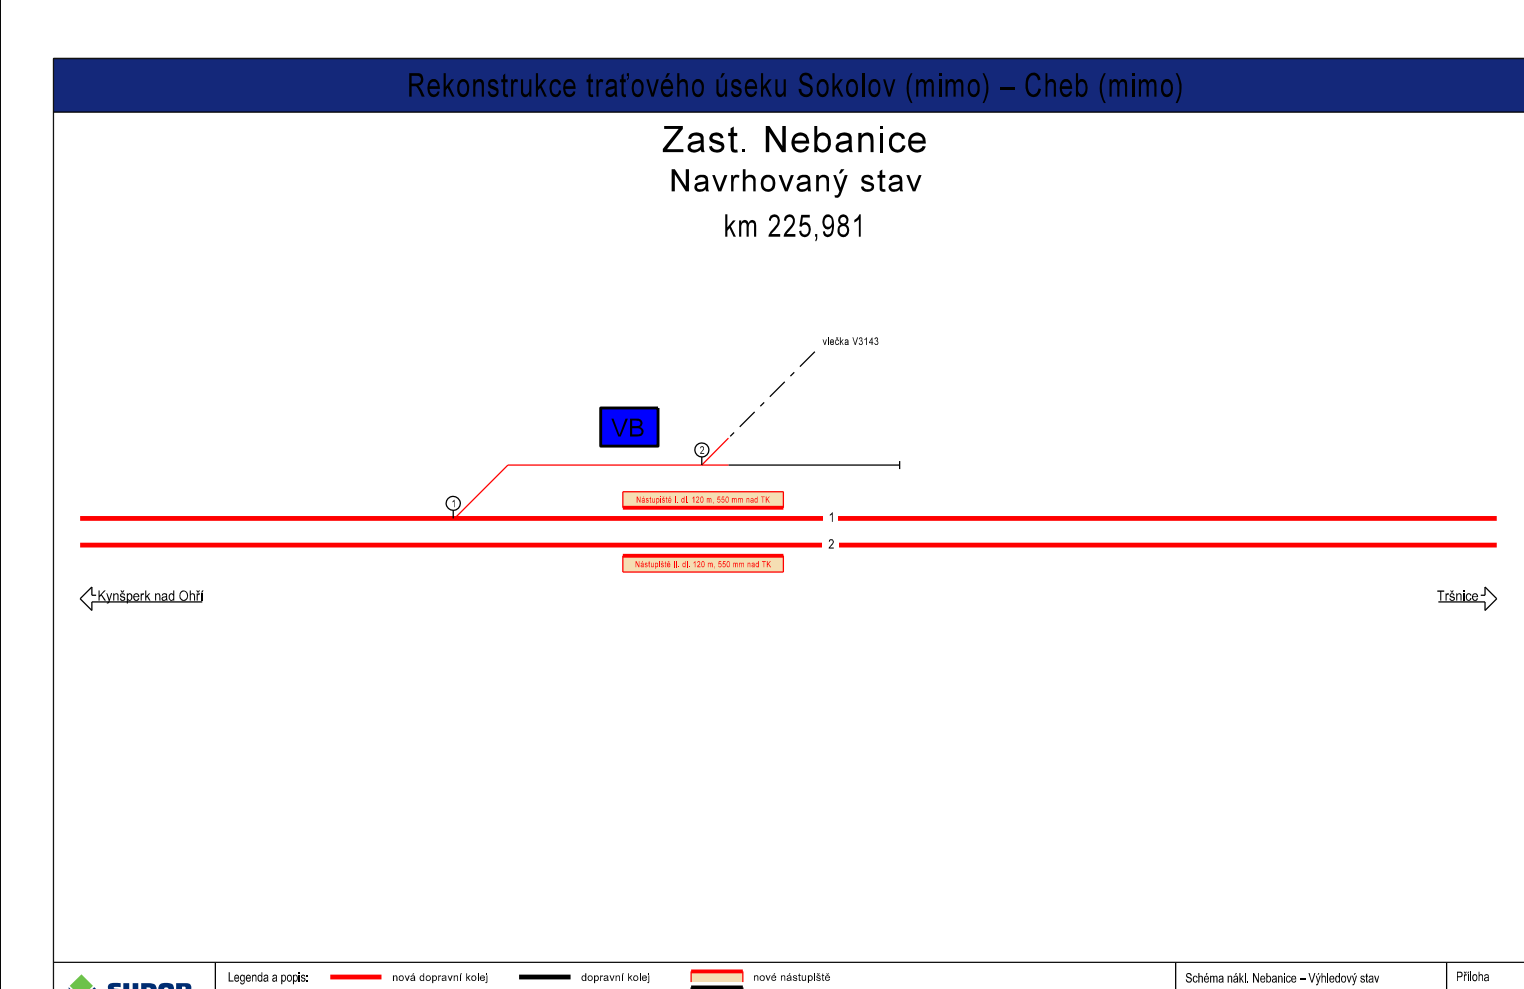 Rekonstrukce traťového úseku Sokolov (mimo) – Cheb (mimo)
Zast. Nebanice
Navrhovaný stav
km 225,981
vlečka V3143
VB
2
1
Nástupiště I. dl. 120 m, 550 mm nad TK
1
2
Nástupiště II. dl. 120 m, 550 mm nad TK
Kynšperk nad Ohří
Tršnice
Legenda a popis:
nová dopravní kolej
dopravní kolej
nové nástupiště
Schéma nákl. Nebanice – Výhledový stav
Příloha